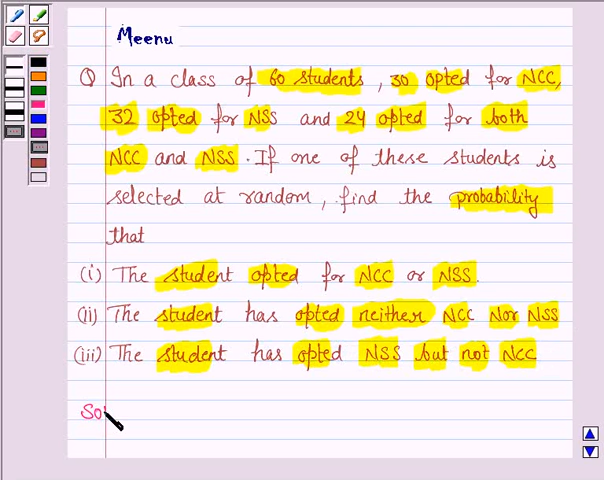 Meenu
Q In a class of 60 students, 30 opted for NCC,
32 opted for NSS and 24 opted for both
NCC and NSS. If one of these students is
selected at random, find the probability
that
(i) The student opted for NCC or NSS.
(ii) The student has opted neither NCC Nor NSS
(iii) The student has opted NSS but not NCC
So